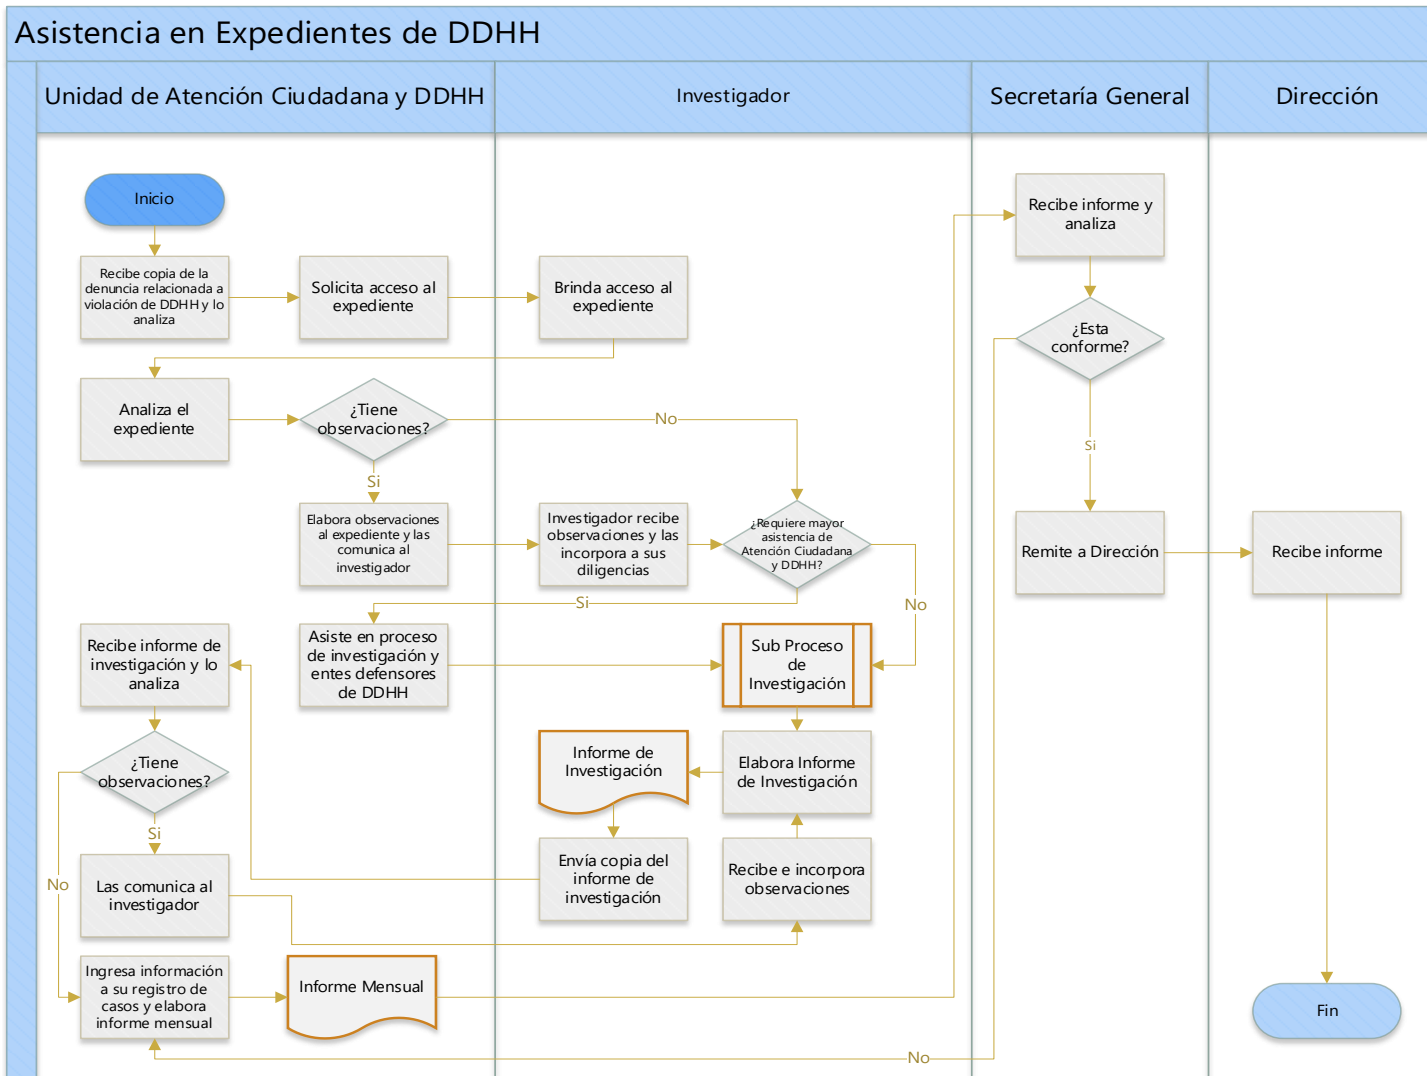 Asistencia en Expedientes de DDHH
Unidad de Atención Ciudadana y DDHH
Investigador
Secretaría General
Dirección
Inicio
Recibe copia de la
denuncia relacionada a
violación de DDHH y lo
analiza
Solicita acceso al
expediente
Brinda acceso al
expediente
Recibe informe y
analiza
¿Esta
conforme?
Analiza el
expediente
¿Tiene
observaciones?
No
Si
Si
Elabora observaciones
al expediente y las
comunica al
investigador
Investigador recibe
observaciones y las
incorpora a sus
diligencias
¿Requiere mayor
asistencia de
Atención Ciudadana
y DDHH?
Remite a Dirección
Recibe informe
Si
No
Recibe informe de
investigación y lo
analiza
Asiste en proceso
de investigación y
entes defensores
de DDHH
Sub Proceso
de
Investigación
¿Tiene
observaciones?
Informe de
Investigación
Elabora Informe
de Investigación
Si
No
Las comunica al
investigador
Envía copia del
informe de
investigación
Recibe e incorpora
observaciones
Ingresa información
a su registro de
casos y elabora
informe mensual
Informe Mensual
Fin
No